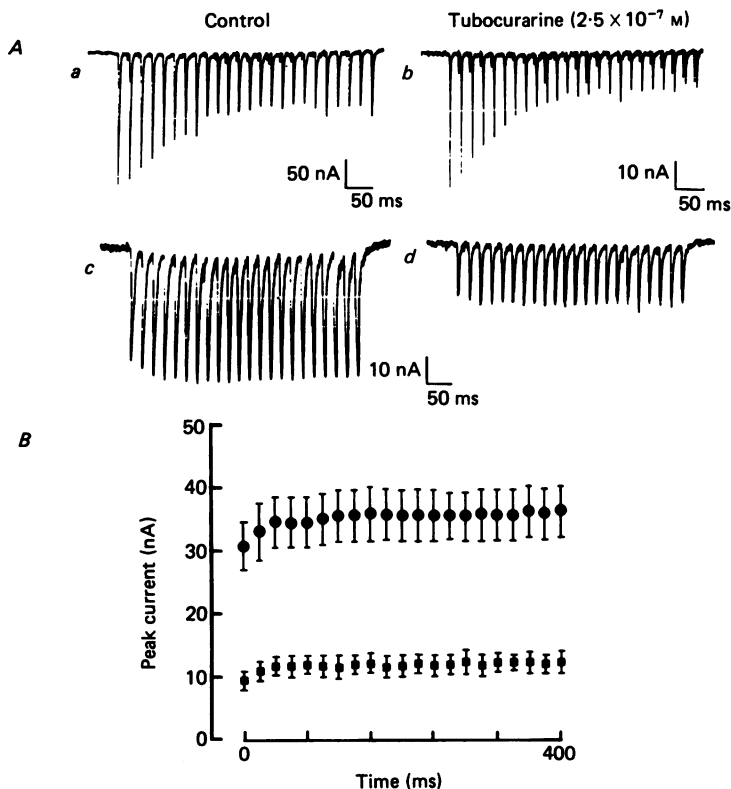 Control
Tubocurarine (2·5 × 10⁻⁷ M)
A
a
b
50 nA
50 ms
10 nA
50 ms
c
d
10 nA
50 ms
B
50
40
30
20
10
0
Peak current (nA)
0
400
Time (ms)